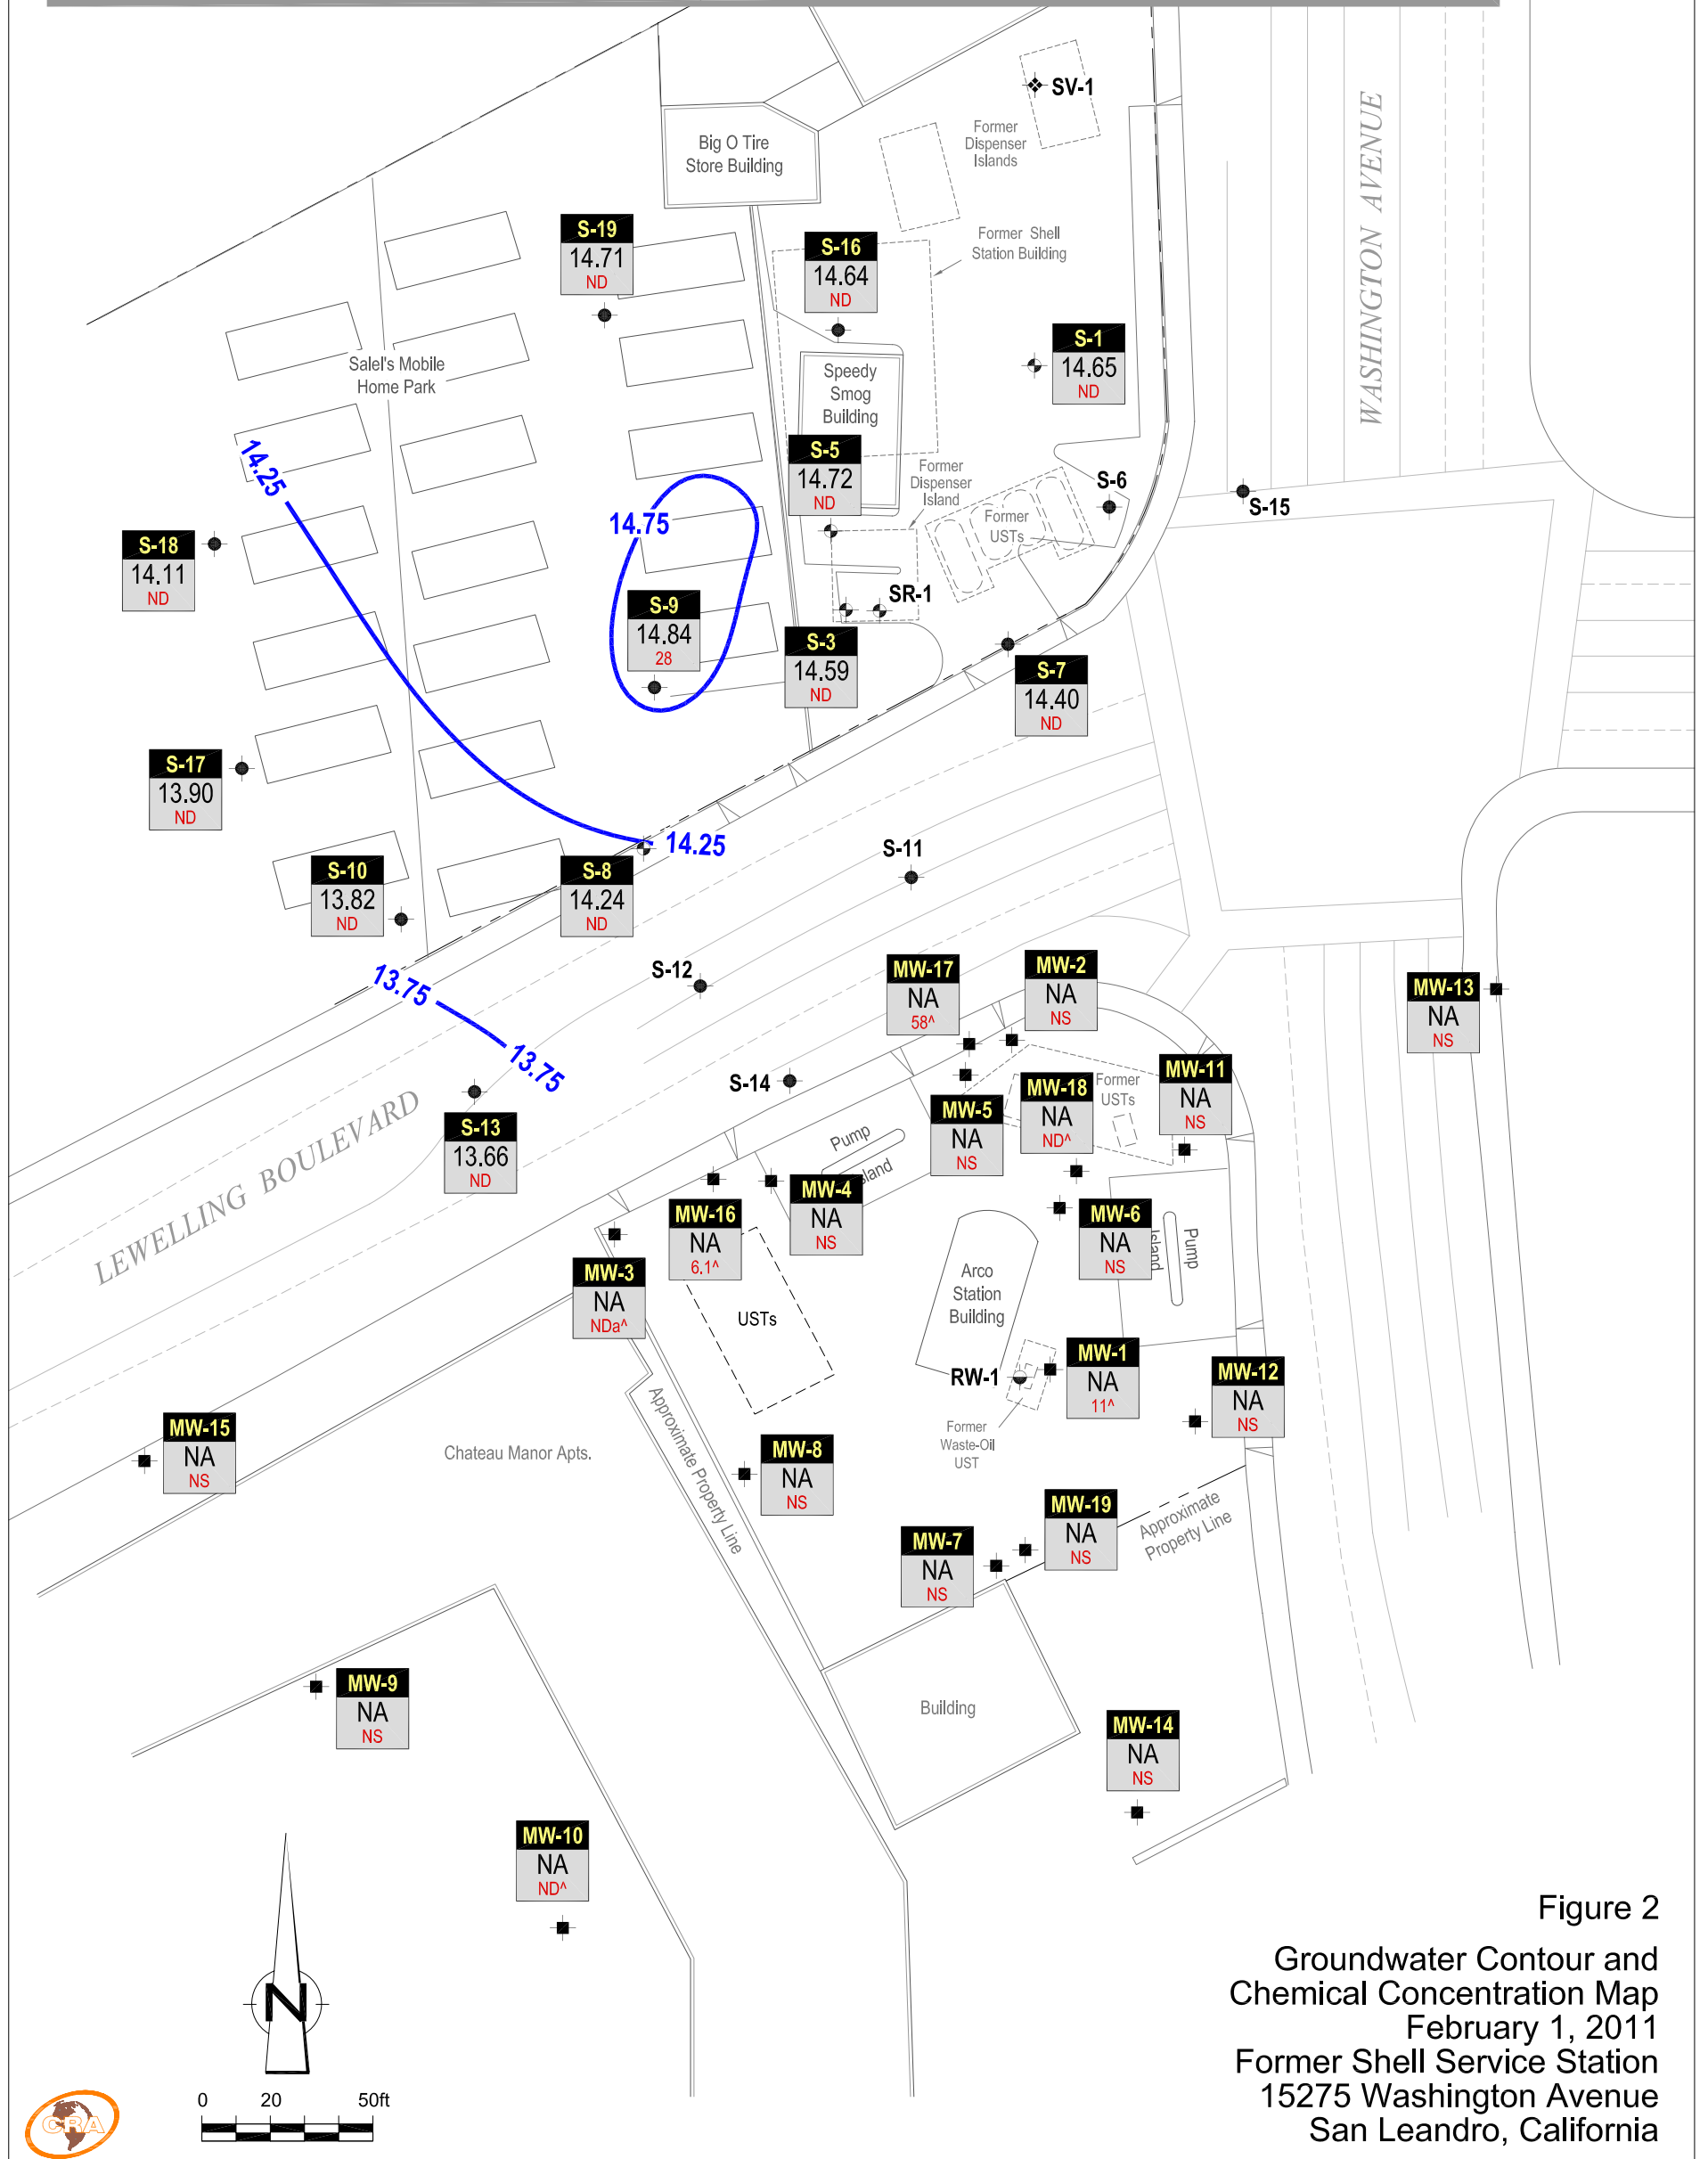 SV-1
Former
Dispenser
Islands
Big O Tire
Store Building
WASHINGTON AVENUE
S-19
14.71
ND
S-16
14.64
ND
Former Shell
Station Building
S-1
14.65
ND
Salel's Mobile
Home Park
Speedy
Smog
Building
14.25
S-5
14.72
ND
Former
Dispenser
Island
S-6
S-15
14.75
Former
USTs
S-18
14.11
ND
S-9
14.84
28
SR-1
S-3
14.59
ND
S-7
14.40
ND
S-17
13.90
ND
14.25
S-11
S-10
13.82
ND
S-8
14.24
ND
S-12
13.75
13.75
MW-17
NA
58^
MW-2
NA
NS
MW-13
NA
NS
S-14
MW-18
NA
ND^
Former
USTs
MW-11
NA
NS
MW-5
NA
NS
LEWELLING BOULEVARD
S-13
13.66
ND
Pump
Island
MW-4
NA
NS
MW-16
NA
6.1^
MW-6
NA
NS
Pump
Island
MW-3
NA
NDa^
USTs
Arco
Station
Building
RW-1
MW-1
NA
11^
MW-12
NA
NS
Former
Waste-Oil
UST
Approximate Property Line
MW-15
NA
NS
Chateau Manor Apts.
MW-8
NA
NS
MW-19
NA
NS
Approximate
Property Line
MW-7
NA
NS
MW-9
NA
NS
Building
MW-14
NA
NS
MW-10
NA
ND^
N
0 20 50ft
CRA
Figure 2
Groundwater Contour and
Chemical Concentration Map
February 1, 2011
Former Shell Service Station
15275 Washington Avenue
San Leandro, California